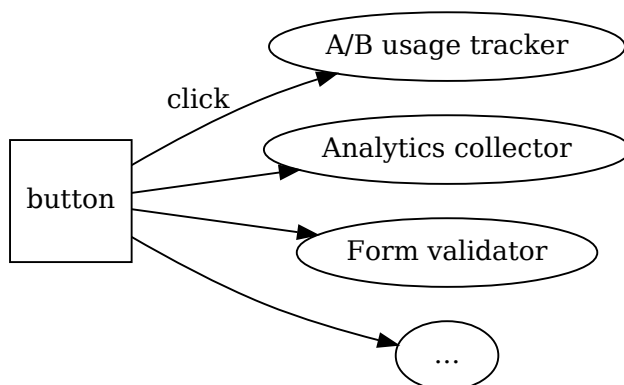 A/B usage tracker
click
Analytics collector
button
Form validator
...